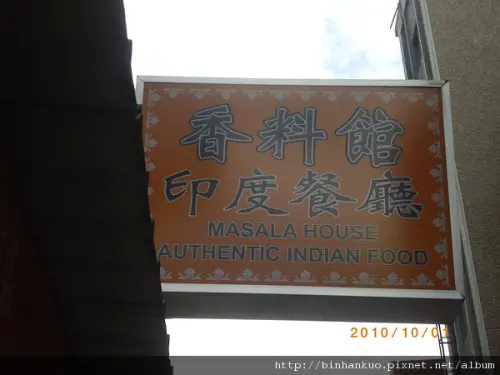 香料館
印度餐廳
MASALA HOUSE
AUTHENTIC INDIAN FOOD
2010/10/01
http://binhankuo.pixnet.net/album